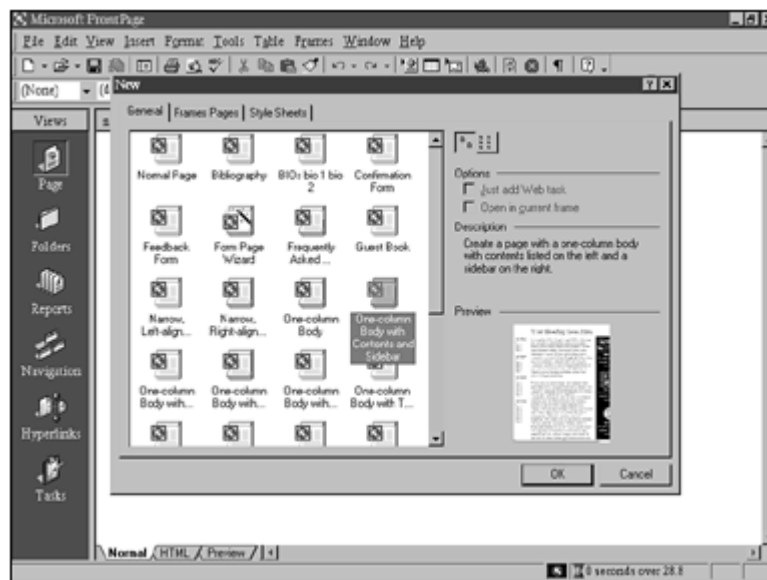 Microsoft FrontPage
File Edit View Insert Format Tools Table Frames Window Help
(None)
New
General Frames Pages Style Sheets
Views
Page
Folders
Reports
Navigation
Hyperlinks
Tasks
Normal Page Bibliography BIOs bio 1 bio 2 Confirmation Form
Feedback Form Form Page Wizard Frequently Asked ... Guest Book
Narrow, Left-align... Narrow, Right-align... One-column Body One-column Body with Contents and Sidebar
One-column Body with... One-column Body with... One-column Body with... One-column Body with T...
Options
Just add Web task
Open in current frame
Description
Create a page with a one-column body
with contents listed on the left and a
sidebar on the right.
Preview
OK Cancel
Normal HTML Preview
0 seconds over 28.8